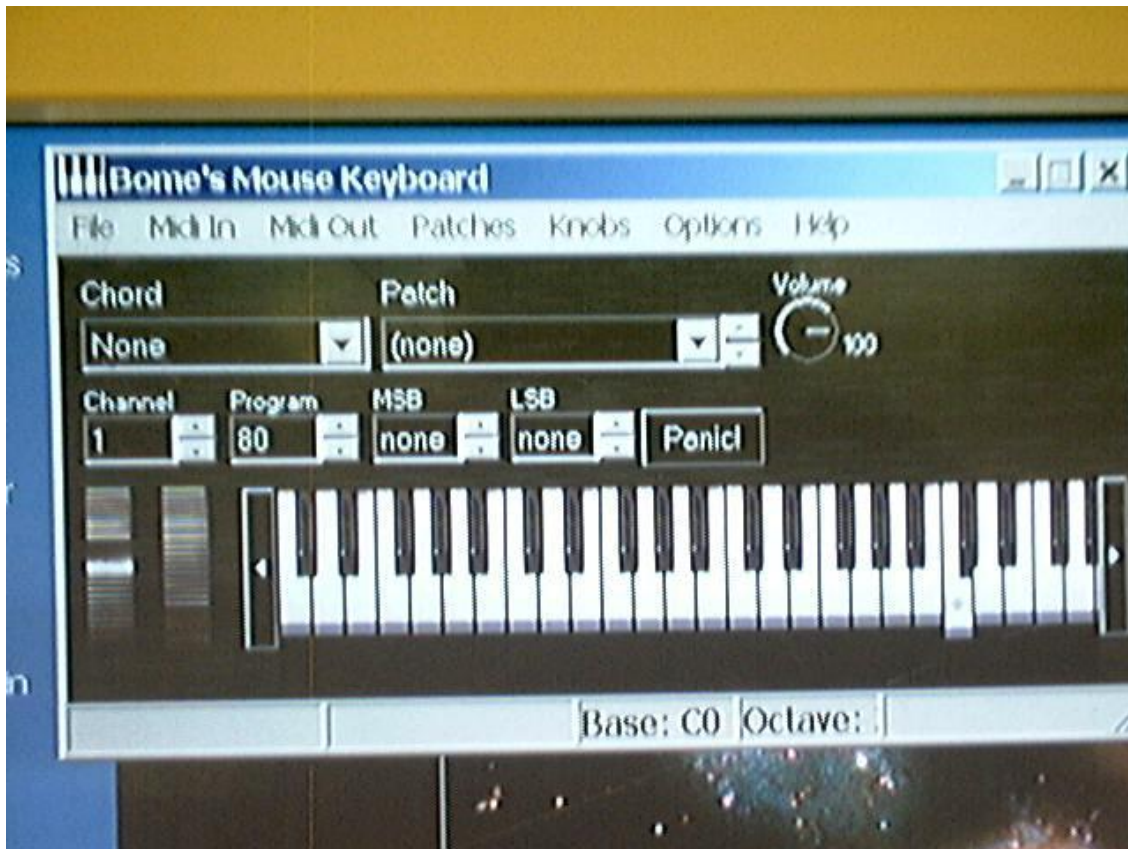 Bome's Mouse Keyboard
File Midi In Midi Out Patches Knobs Options Help
Chord Patch Volume
None (none) 100
Channel Program MSB LSB
1 80 none none Panic!
Base: C0 Octave:
s
n